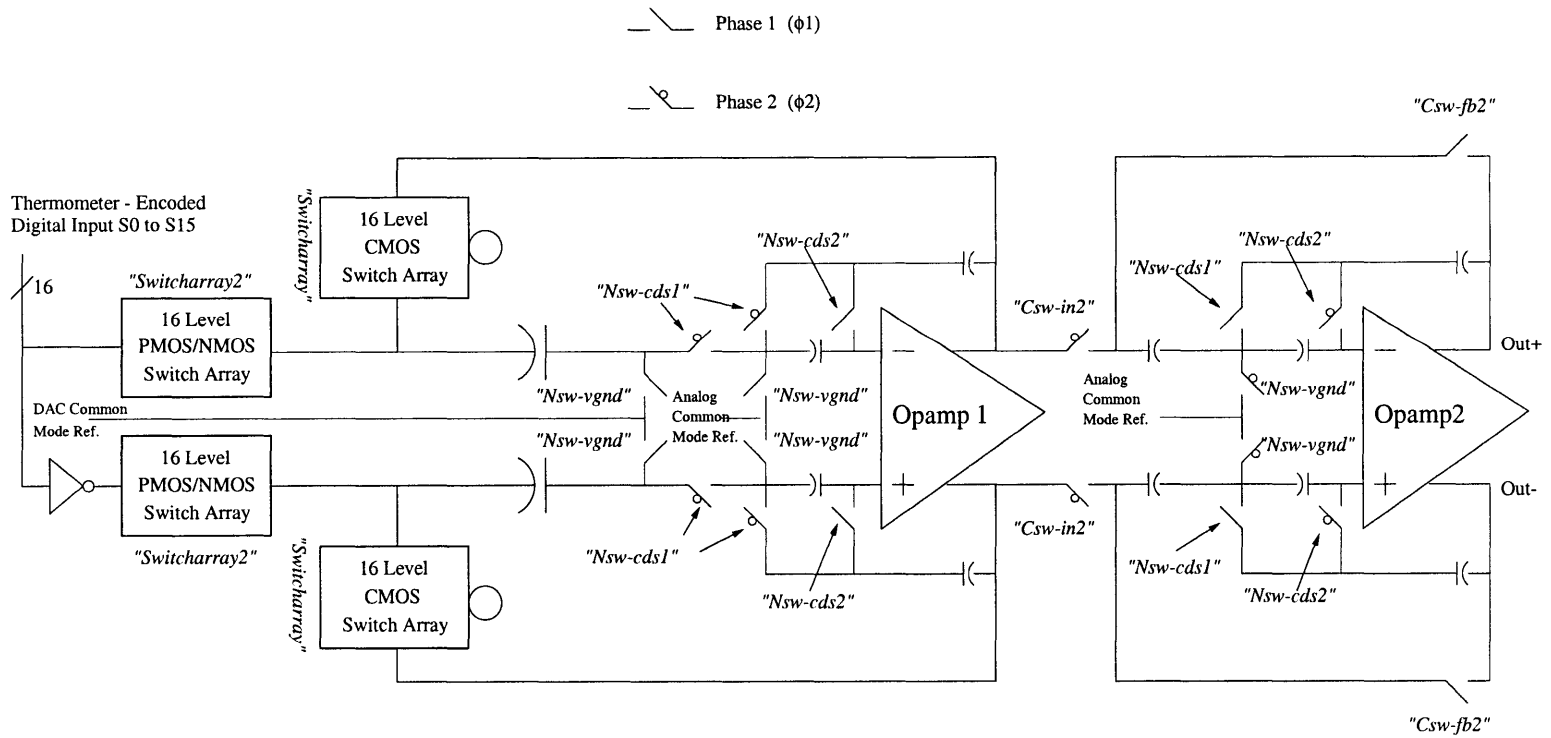 Phase 1 (ϕ1)
Phase 2 (ϕ2)
"Csw-fb2"
Thermometer - Encoded
Digital Input S0 to S15
16
"Switcharray2"
16 Level
PMOS/NMOS
Switch Array
"Switcharray"
16 Level
CMOS
Switch Array
"Nsw-cds1"
"Nsw-cds2"
"Csw-in2"
"Nsw-cds1"
"Nsw-cds2"
DAC Common
Mode Ref.
"Nsw-vgnd"
"Nsw-vgnd"
Analog
Common
Mode Ref.
"Nsw-vgnd"
"Nsw-vgnd"
Opamp 1
Analog
Common
Mode Ref.
"Nsw-vgnd"
"Nsw-vgnd"
Opamp2
Out+
Out-
16 Level
PMOS/NMOS
Switch Array
"Switcharray2"
"Switcharray"
16 Level
CMOS
Switch Array
"Nsw-cds1"
"Nsw-cds2"
"Csw-in2"
"Nsw-cds1"
"Nsw-cds2"
"Csw-fb2"